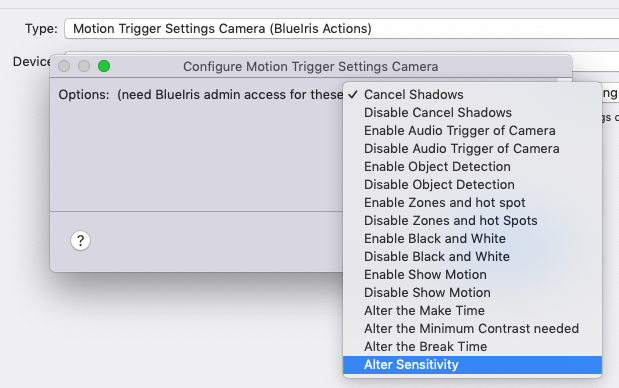 Type: Motion Trigger Settings Camera (BlueIris Actions)
Device
Configure Motion Trigger Settings Camera
Options: (need BlueIris admin access for these
✓ Cancel Shadows
Disable Cancel Shadows
Enable Audio Trigger of Camera
Disable Audio Trigger of Camera
Enable Object Detection
Disable Object Detection
Enable Zones and hot spot
Disable Zones and hot Spots
Enable Black and White
Disable Black and White
Enable Show Motion
Disable Show Motion
Alter the Make Time
Alter the Minimum Contrast needed
Alter the Break Time
Alter Sensitivity
?